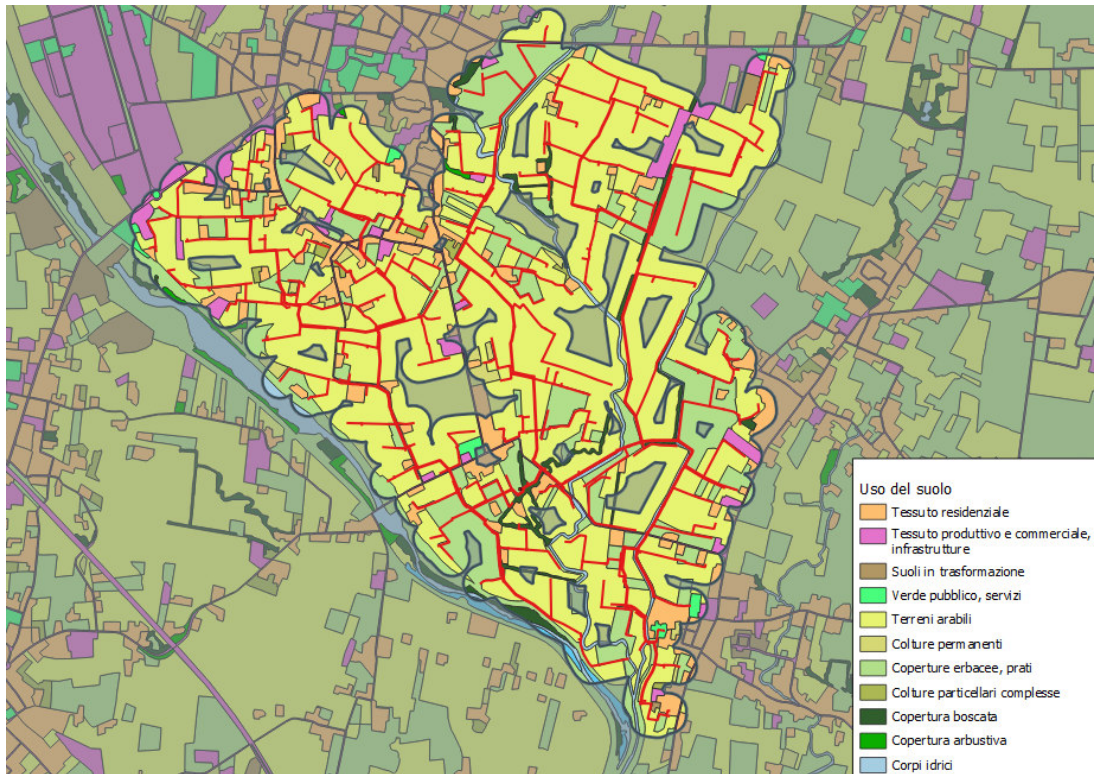 Uso del suolo
Tessuto residenziale
Tessuto produttivo e commerciale,
infrastrutture
Suoli in trasformazione
Verde pubblico, servizi
Terreni arabili
Colture permanenti
Coperture erbacee, prati
Colture particellari complesse
Copertura boscata
Copertura arbustiva
Corpi idrici